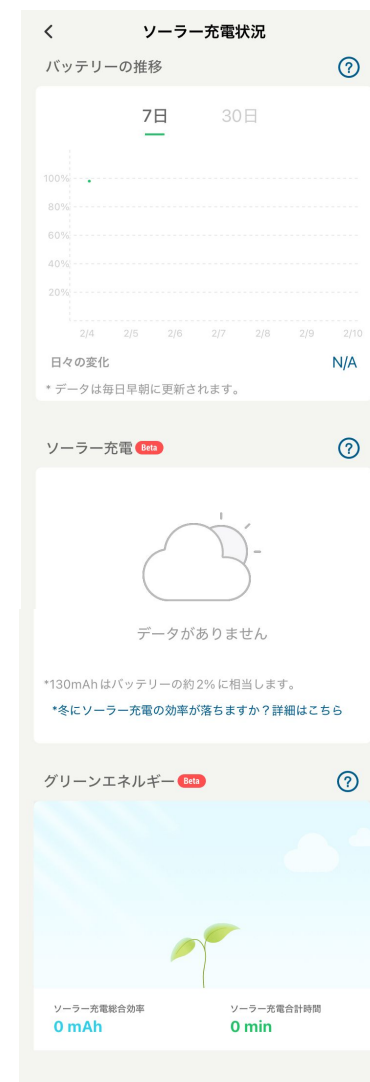 ソーラー充電状況
バッテリーの推移
7日 30日
100%
80%
60%
40%
20%
2/4 2/5 2/6 2/7 2/8 2/9 2/10
日々の変化 N/A
* データは毎日早朝に更新されます。
ソーラー充電 Beta
データがありません
*130mAhはバッテリーの約2%に相当します。
*冬にソーラー充電の効率が落ちますか？詳細はこちら
グリーンエネルギー Beta
ソーラー充電総合効率 ソーラー充電合計時間
0 mAh 0 min